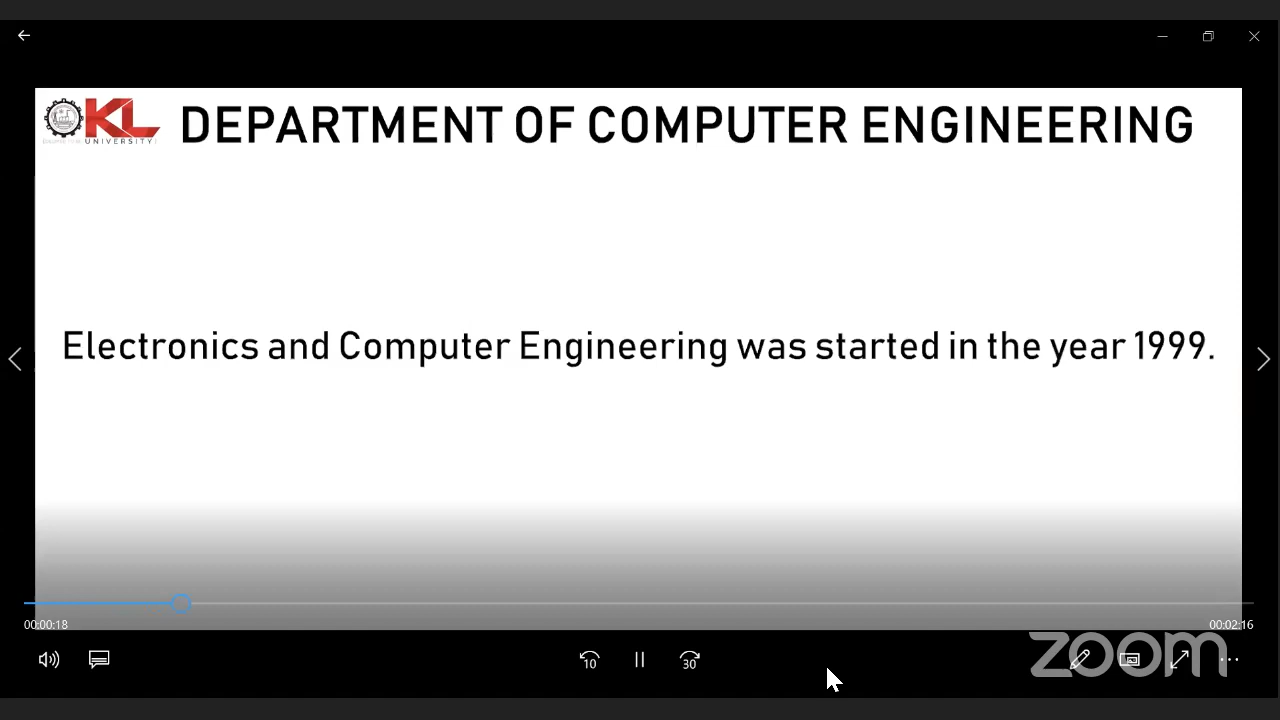 KL
UNIVERSITY
DEPARTMENT OF COMPUTER ENGINEERING
Electronics and Computer Engineering was started in the year 1999.
00:00:18
00:02:16
10
30
zoom